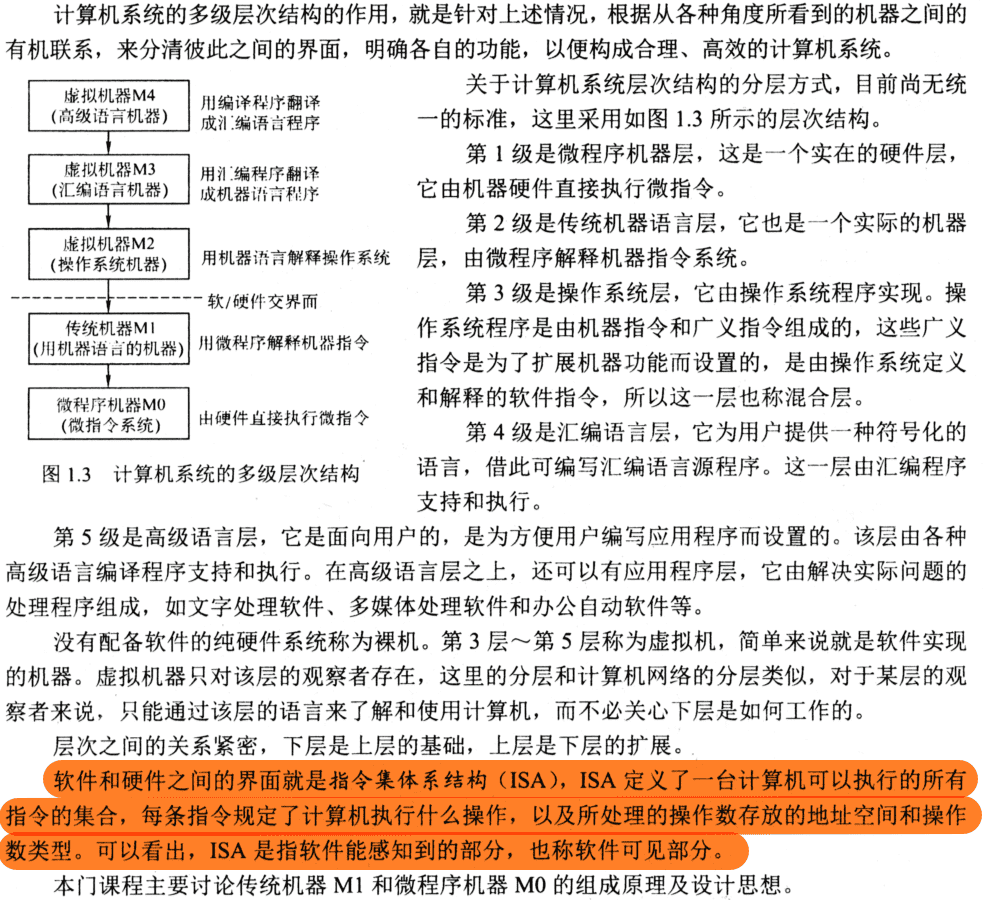 计算机系统的多级层次结构的作用，就是针对上述情况，根据从各种角度所看到的机器之间的
有机联系，来分清彼此之间的界面，明确各自的功能，以便构成合理、高效的计算机系统。
虚拟机器M4
(高级语言机器)
用编译程序翻译
成汇编语言程序
虚拟机器M3
(汇编语言机器)
用汇编程序翻译
成机器语言程序
虚拟机器M2
(操作系统机器)
用机器语言解释操作系统
软/硬件交界面
传统机器M1
(用机器语言的机器)
用微程序解释机器指令
微程序机器M0
(微指令系统)
由硬件直接执行微指令
图 1.3 计算机系统的多级层次结构
关于计算机系统层次结构的分层方式，目前尚无统
一的标准，这里采用如图 1.3 所示的层次结构。
第 1 级是微程序机器层，这是一个实在的硬件层，
它由机器硬件直接执行微指令。
第 2 级是传统机器语言层，它也是一个实际的机器
层，由微程序解释机器指令系统。
第 3 级是操作系统层，它由操作系统程序实现。操
作系统程序是由机器指令和广义指令组成的，这些广义
指令是为了扩展机器功能而设置的，是由操作系统定义
和解释的软件指令，所以这一层也称混合层。
第 4 级是汇编语言层，它为用户提供一种符号化的
语言，借此可编写汇编语言源程序。这一层由汇编程序
支持和执行。
第 5 级是高级语言层，它是面向用户的，是为方便用户编写应用程序而设置的。该层由各种
高级语言编译程序支持和执行。在高级语言层之上，还可以有应用程序层，它由解决实际问题的
处理程序组成，如文字处理软件、多媒体处理软件和办公自动软件等。
没有配备软件的纯硬件系统称为裸机。第 3 层～第 5 层称为虚拟机，简单来说就是软件实现
的机器。虚拟机器只对该层的观察者存在，这里的分层和计算机网络的分层类似，对于某层的观
察者来说，只能通过该层的语言来了解和使用计算机，而不必关心下层是如何工作的。
层次之间的关系紧密，下层是上层的基础，上层是下层的扩展。
软件和硬件之间的界面就是指令集体系结构（ISA），ISA 定义了一台计算机可以执行的所有
指令的集合，每条指令规定了计算机执行什么操作，以及所处理的操作数存放的地址空间和操作
数类型。可以看出，ISA 是指软件能感知到的部分，也称软件可见部分。
本门课程主要讨论传统机器 M1 和微程序机器 M0 的组成原理及设计思想。